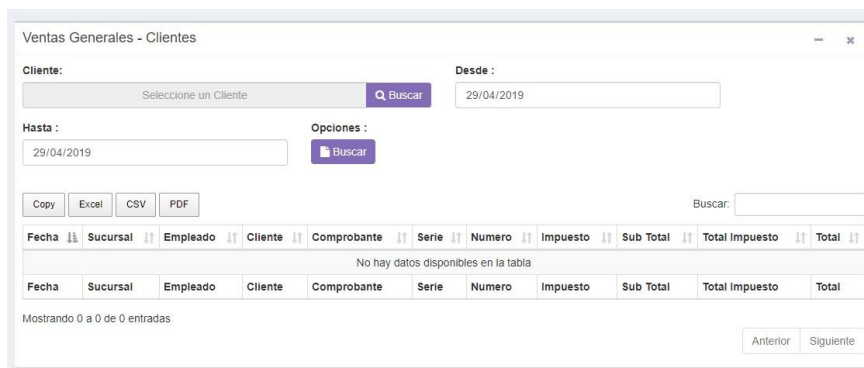 Ventas Generales - Clientes
Cliente: Desde :
Seleccione un Cliente Buscar 29/04/2019
Hasta : Opciones :
29/04/2019 Buscar
Copy Excel CSV PDF Buscar:
Fecha Sucursal Empleado Cliente Comprobante Serie Numero Impuesto Sub Total Total Impuesto Total
No hay datos disponibles en la tabla
Fecha Sucursal Empleado Cliente Comprobante Serie Numero Impuesto Sub Total Total Impuesto Total
Mostrando 0 a 0 de 0 entradas
Anterior Siguiente